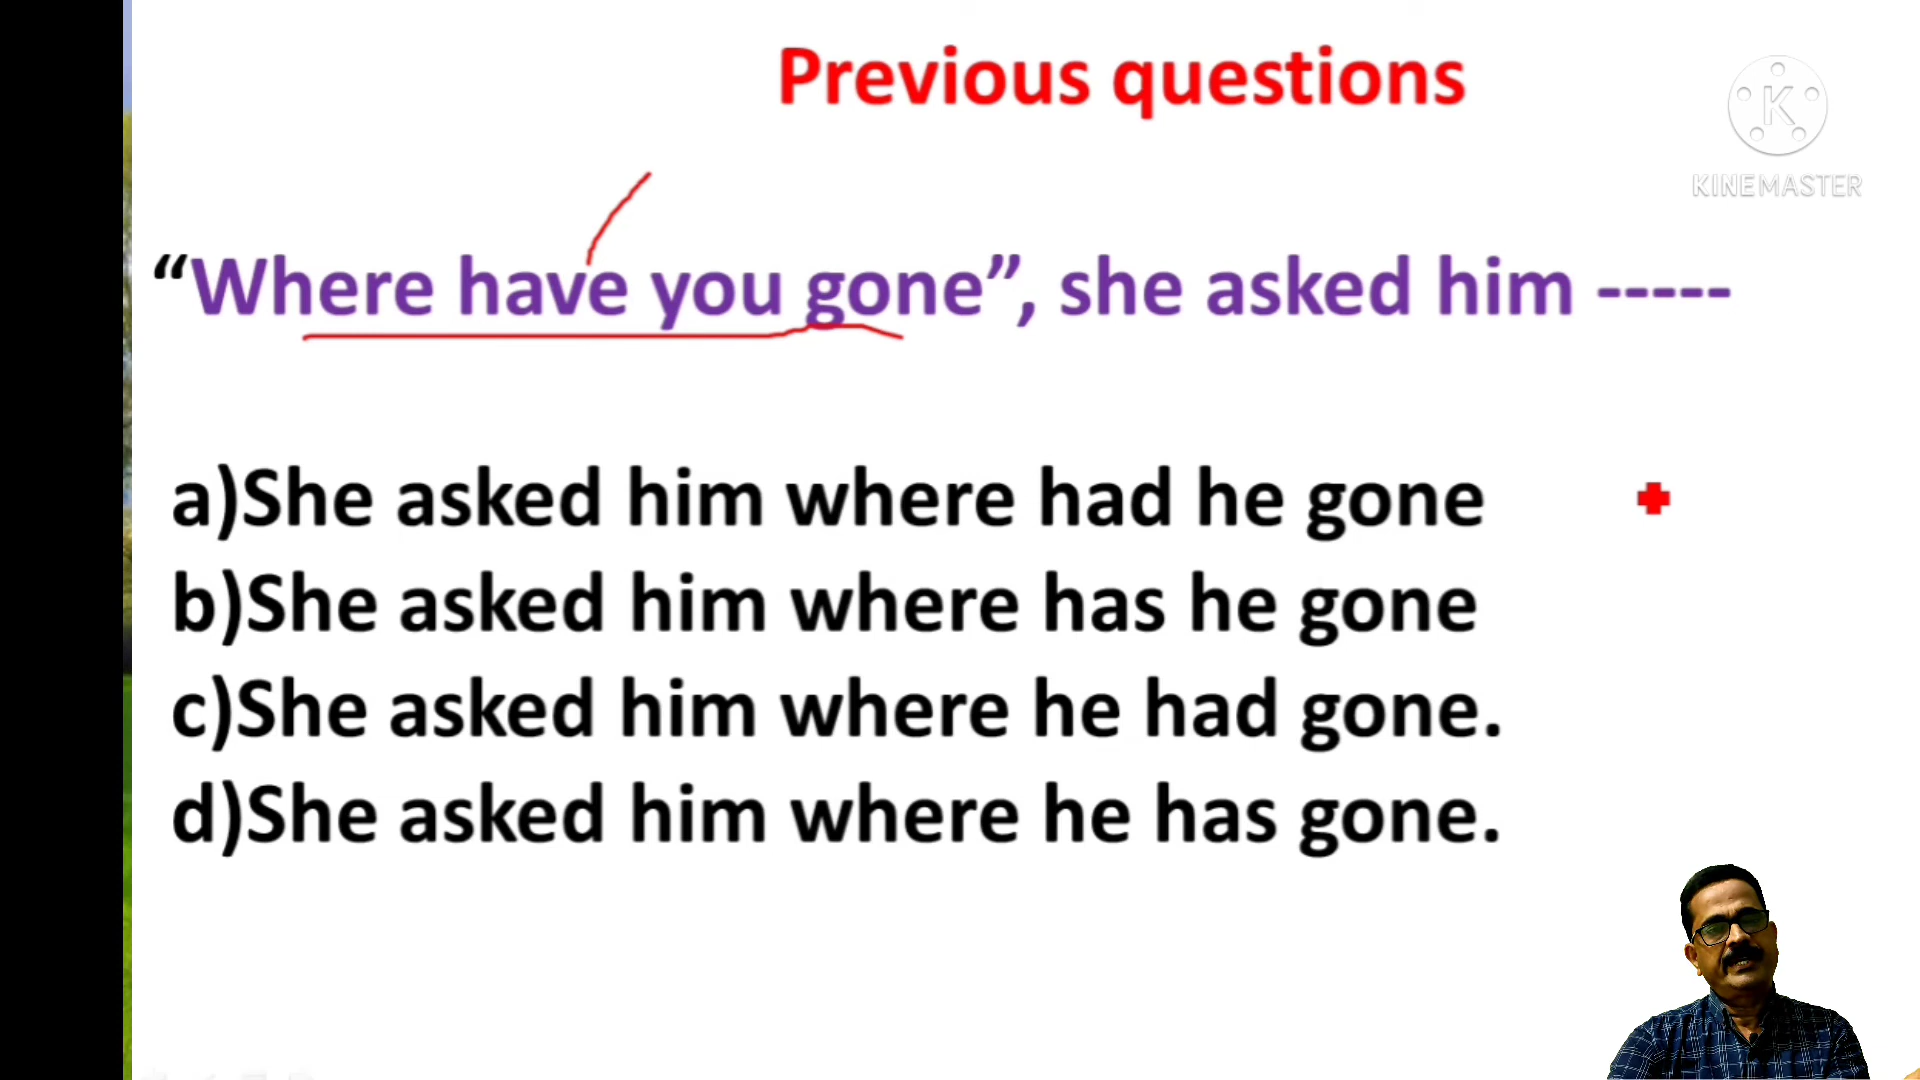 Previous questions
K
KINEMASTER
“Where have you gone”, she asked him -----
a)She asked him where had he gone
b)She asked him where has he gone
c)She asked him where he had gone.
d)She asked him where he has gone.